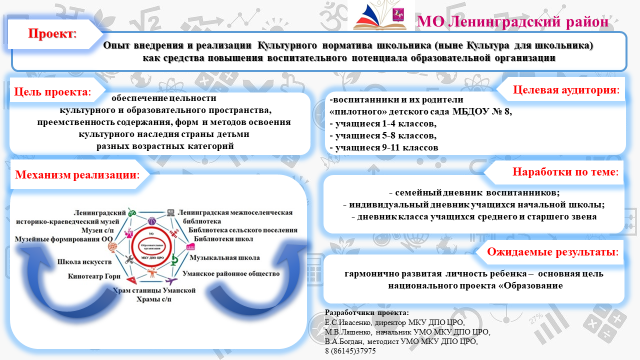 МО Ленинградский район
Проект:
Опыт внедрения и реализации Культурного норматива школьника (ныне Культура для школьника)
как средства повышения воспитательного потенциала образовательной организации
Цель проекта:
обеспечение цельности
культурного и образовательного пространства,
преемственность содержания, форм и методов освоения
культурного наследия страны детьми
разных возрастных категорий
Целевая аудитория:
-воспитанники и их родители
«пилотного» детского сада МБДОУ № 8,
- учащиеся 1-4 классов,
- учащиеся 5-8 классов,
- учащиеся 9-11 классов
Механизм реализации:
Ленинградский
историко-краеведческий музей
Музеи с/п
Музейные формирования ОО
Школа искусств
Кинотеатр Горн
Храм станицы Уманской
Храмы с/п
Ленинградская межпоселенческая
библиотека
Библиотека сельского поселения
Библиотеки школ
Музыкальная школа
Уманское районное общество
МКУ ДПО ЦРО
Наработки по теме:
- семейный дневник воспитанников;
- индивидуальный дневник учащихся начальной школы;
- дневник класса учащихся среднего и старшего звена
Ожидаемые результаты:
гармонично развитая личность ребенка – основная цель
национального проекта «Образование
Разработчики проекта:
Е.С.Ивасенко, директор МКУ ДПО ЦРО,
М.В.Ляшенко, начальник УМО МКУ ДПО ЦРО,
В.А.Богдан, методист УМО МКУ ДПО ЦРО,
8 (86145)37975